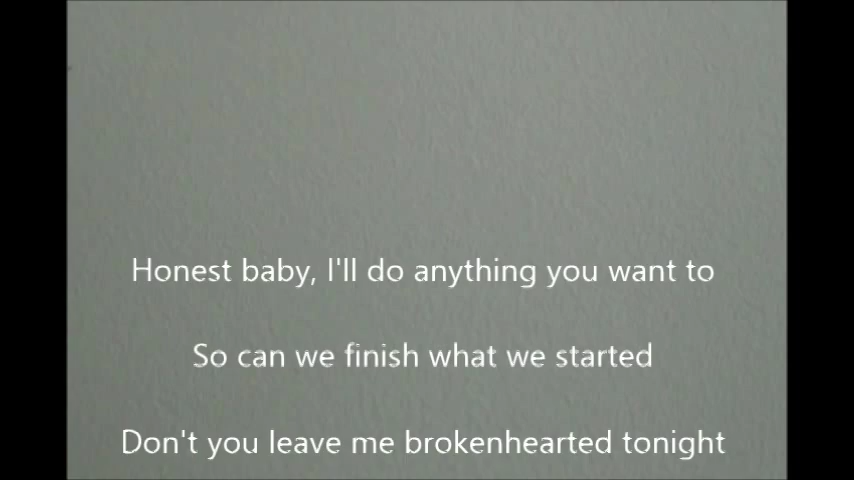 Honest baby, I'll do anything you want to
So can we finish what we started
Don't you leave me brokenhearted tonight